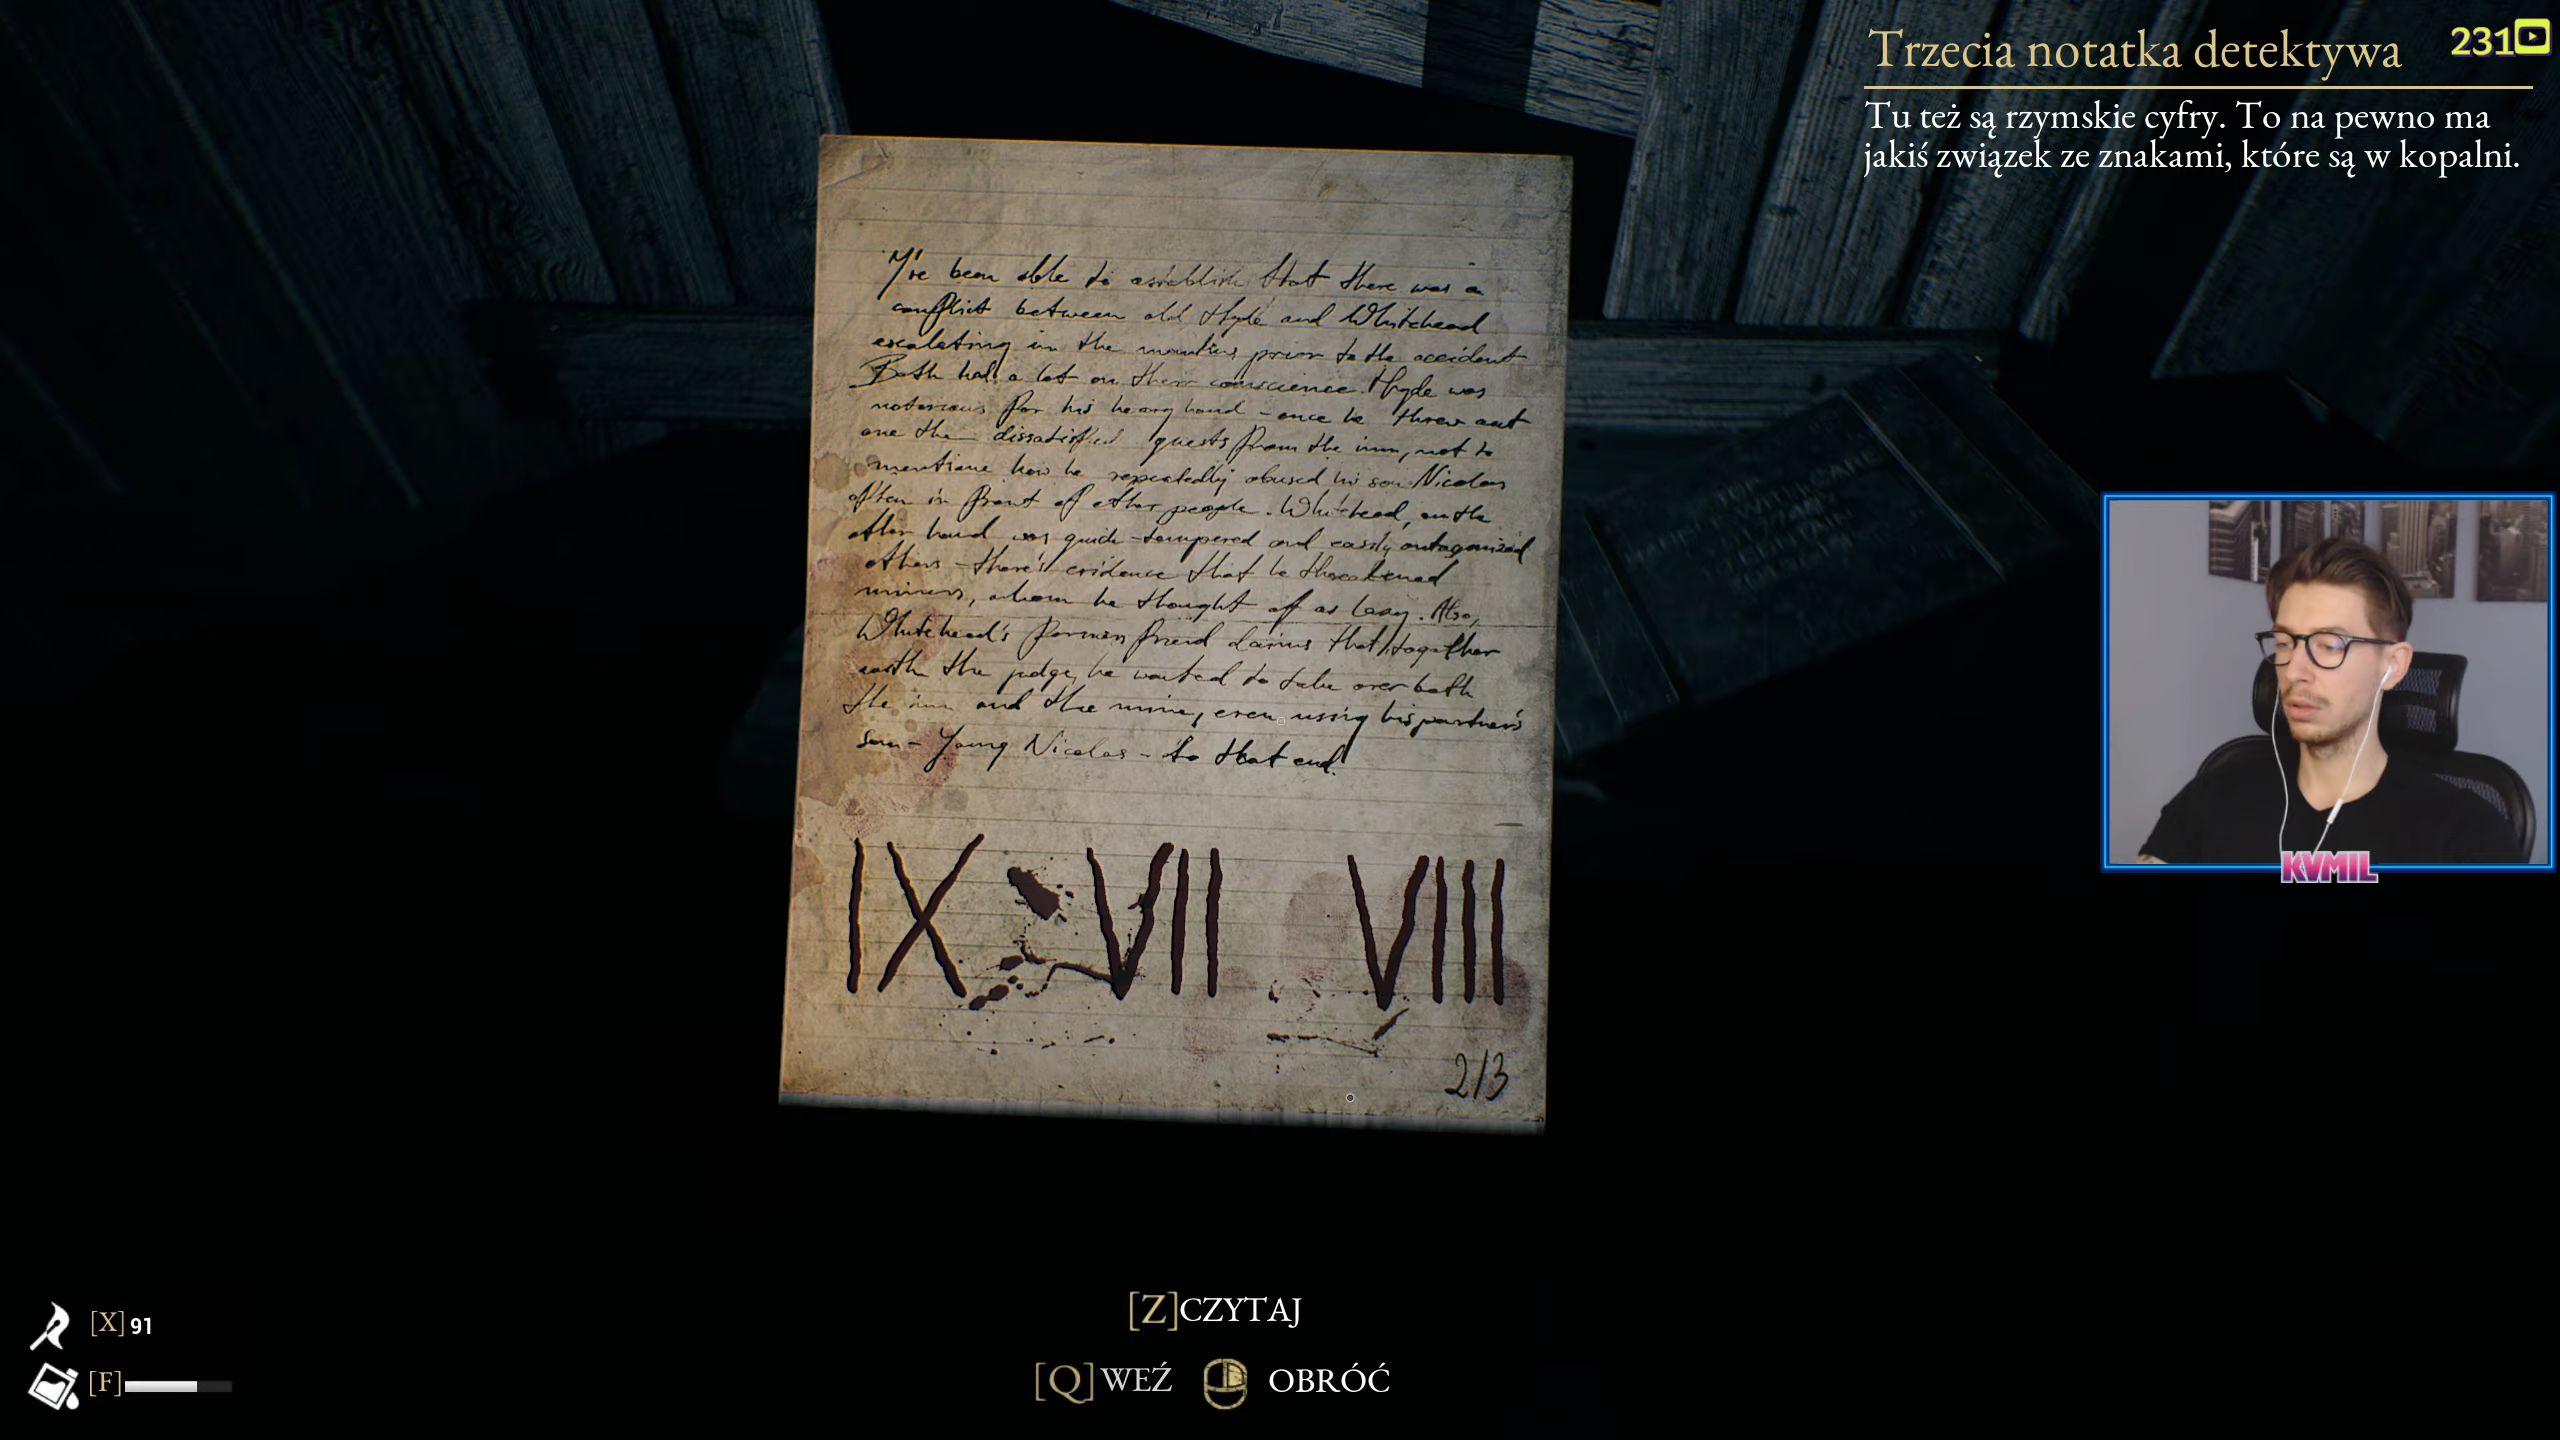 Trzecia notatka detektywa
231
Tu też są rzymskie cyfry. To na pewno ma
jakiś związek ze znakami, które są w kopalni.
I've been able to establish that there was a
conflict between old Hyde and Whitehead
escalating in the months prior to the accident
Both had a lot on their conscience. Hyde was
notorious for his heavy hand - once he threw out
one the dissatisfied guests from the inn, not to
mentione how he repeatedly abused his son Nicolas
often in front of other people. Whitehead, on the
other hand was quick-tempered and easily antagonized
others - there's evidence that he threatened
miners, whom he thought of as lazy. Also,
Whitehead's former friend claims that together
with the judge, he wanted to take over both
the inn and the mine, even using his partner's
son - Young Nicolas - to that end.
IX VII VIII
2/3
KVMIL
[Z] CZYTAJ
[X] 91
[Q] WEŹ OBRÓĆ
[F]